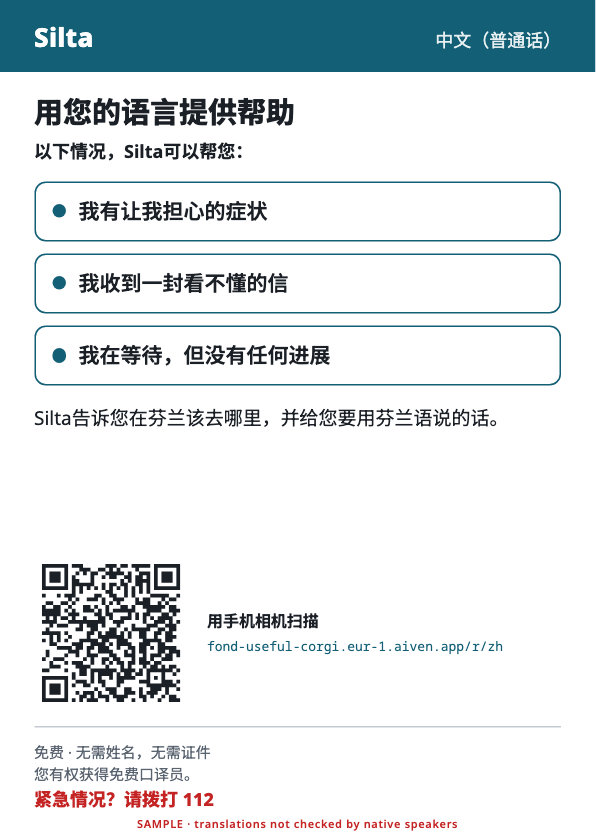 Silta
中文（普通话）
用您的语言提供帮助
以下情况，Silta可以帮您：
我有让我担心的症状
我收到一封看不懂的信
我在等待，但没有任何进展
Silta告诉您在芬兰该去哪里，并给您要用芬兰语说的话。
用手机相机扫描
fond-useful-corgi.eur-1.aiven.app/r/zh
免费 · 无需姓名，无需证件
您有权获得免费口译员。
紧急情况？请拨打 112
SAMPLE · translations not checked by native speakers